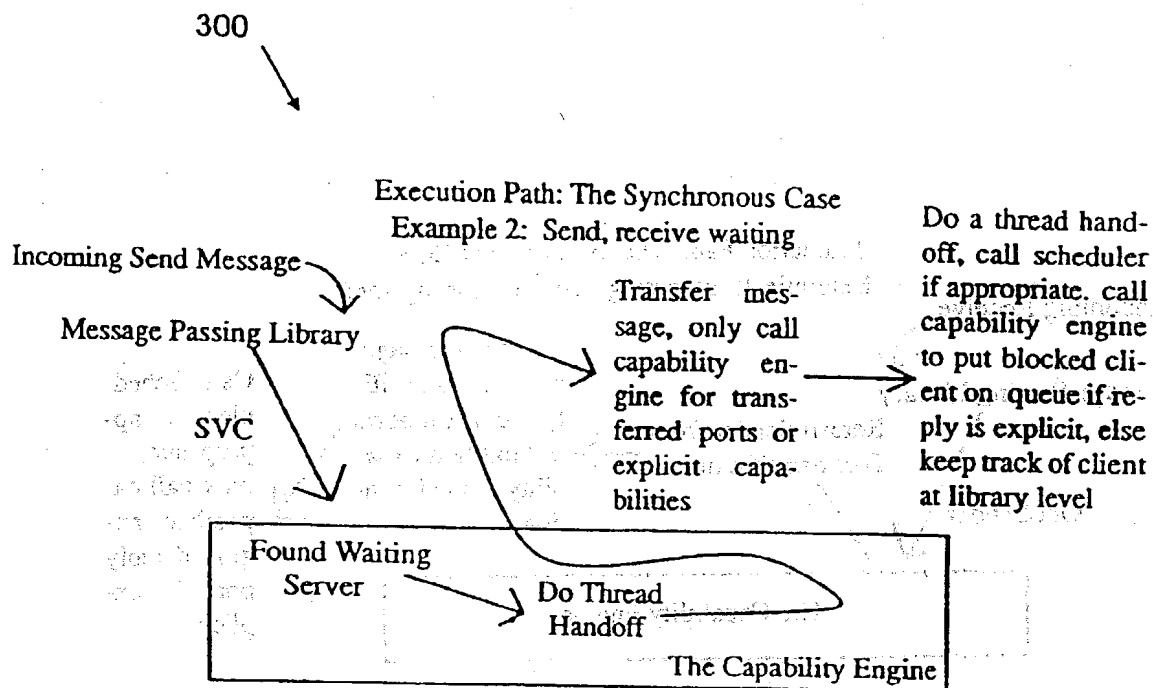 300
Execution Path: The Synchronous Case
Example 2: Send, receive waiting
Incoming Send Message
Message Passing Library
SVC
Found Waiting
Server
Do Thread
Handoff
The Capability Engine
Transfer mes-
sage, only call
capability en-
gine for trans-
ferred ports or
explicit capa-
bilities
Do a thread hand-
off, call scheduler
if appropriate. call
capability engine
to put blocked cli-
ent on queue if re-
ply is explicit, else
keep track of client
at library level